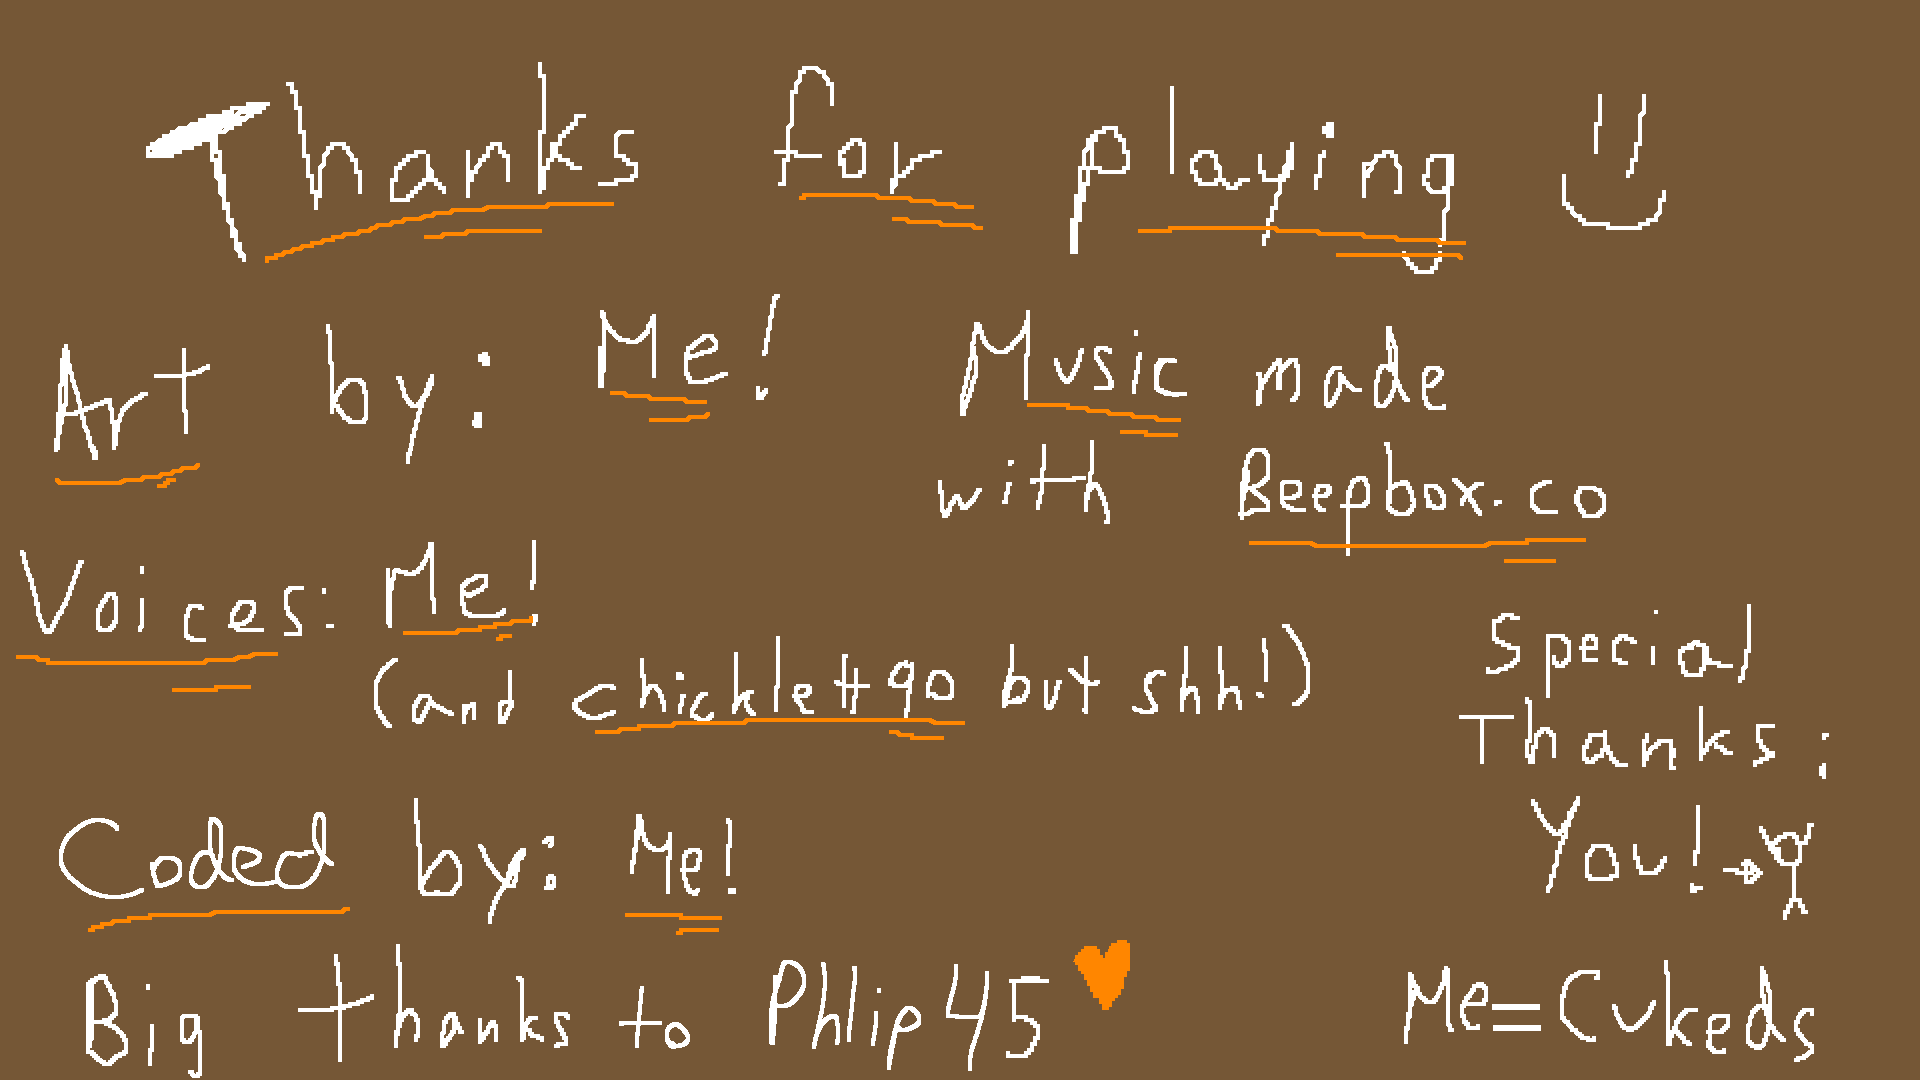 Thanks for playing
Art by: Me!
Music made
with Beepbox.co
Voices: Me!
(and chicklet#90 but shh!)
Special
Thanks:
You!
Coded by: Me!
Big thanks to Phlip45
Me=Cukeds